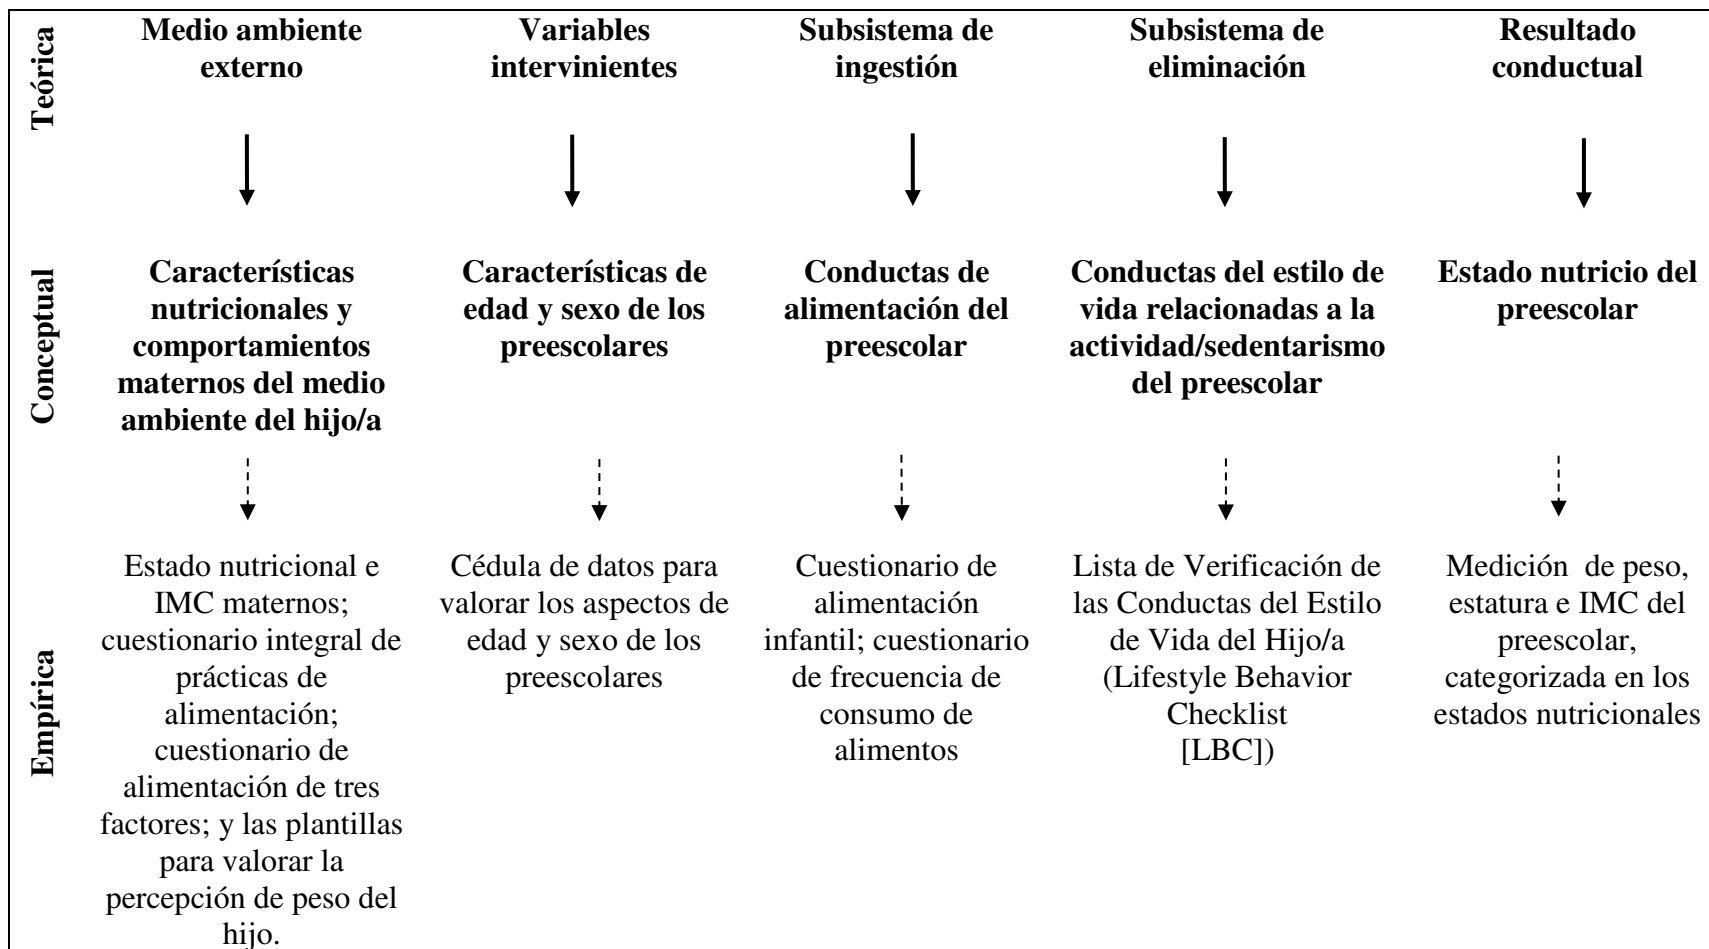 Teórica
Medio ambiente
externo
Variables
intervinientes
Subsistema de
ingestión
Subsistema de
eliminación
Resultado
conductual
Conceptual
Características
nutricionales y
comportamientos
maternos del medio
ambiente del hijo/a
Características de
edad y sexo de los
preescolares
Conductas de
alimentación del
preescolar
Conductas del estilo de
vida relacionadas a la
actividad/sedentarismo
del preescolar
Estado nutricio del
preescolar
Empírica
Estado nutricional e
IMC maternos;
cuestionario integral de
prácticas de
alimentación;
cuestionario de
alimentación de tres
factores; y las plantillas
para valorar la
percepción de peso del
hijo.
Cédula de datos para
valorar los aspectos de
edad y sexo de los
preescolares
Cuestionario de
alimentación
infantil; cuestionario
de frecuencia de
consumo de
alimentos
Lista de Verificación de
las Conductas del Estilo
de Vida del Hijo/a
(Lifestyle Behavior
Checklist
[LBC])
Medición de peso,
estatura e IMC del
preescolar,
categorizada en los
estados nutricionales